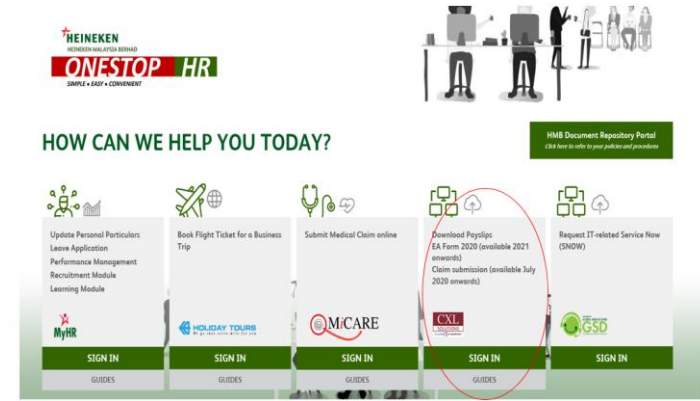 HEINEKEN
HEINEKEN MALAYSIA BERHAD
ONESTOP HR
SIMPLE • EASY • CONVENIENT
HOW CAN WE HELP YOU TODAY?
HMB Document Repository Portal
Click here to refer to your policies and procedures
Update Personal Particulars
Leave Application
Performance Management
Recruitment Module
Learning Module
MyHR
SIGN IN
GUIDES
Book Flight Ticket for a Business
Trip
HOLIDAY TOURS
SIGN IN
GUIDES
Submit Medical Claim online
MiCARE
SIGN IN
GUIDES
Download Payslips
EA Form 2020 (available 2021
onwards)
Claim submission (available July
2020 onwards)
CXL
SOLUTIONS
SIGN IN
GUIDES
Request IT-related Service Now
(SNOW)
GSD
SIGN IN